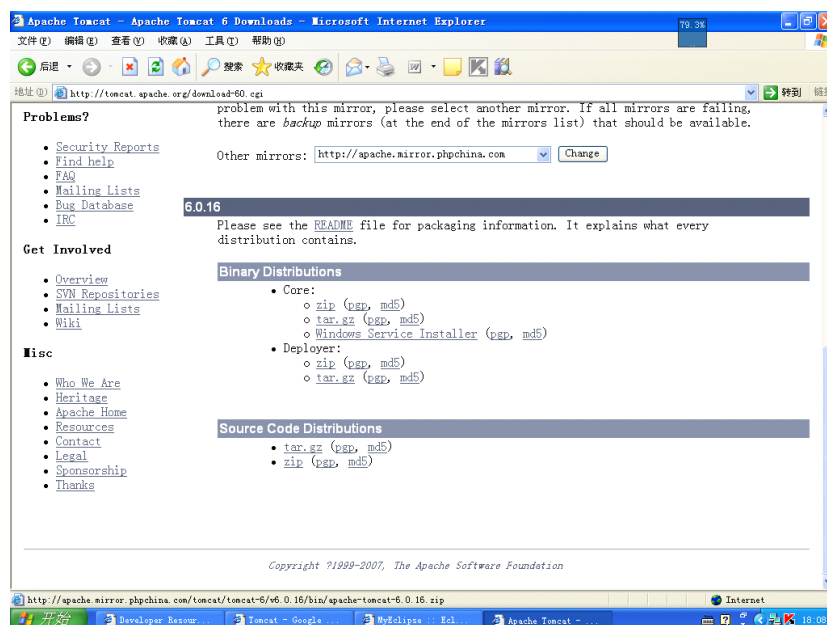 Apache Tomcat - Apache Tomcat 6 Downloads - Microsoft Internet Explorer
79.3%
文件(F) 编辑(E) 查看(V) 收藏(A) 工具(T) 帮助(H)
后退 搜索 收藏夹
地址(D) http://tomcat.apache.org/download-60.cgi 转到 链接
problem with this mirror, please select another mirror. If all mirrors are failing,
there are backup mirrors (at the end of the mirrors list) that should be available.
Other mirrors: http://apache.mirror.phpchina.com Change
6.0.16
Please see the README file for packaging information. It explains what every
distribution contains.
Binary Distributions
Core:
zip (pgp, md5)
tar.gz (pgp, md5)
Windows Service Installer (pgp, md5)
Deployer:
zip (pgp, md5)
tar.gz (pgp, md5)
Source Code Distributions
tar.gz (pgp, md5)
zip (pgp, md5)
Problems?
Security Reports
Find help
FAQ
Mailing Lists
Bug Database
IRC
Get Involved
Overview
SVN Repositories
Mailing Lists
Wiki
Misc
Who We Are
Heritage
Apache Home
Resources
Contact
Legal
Sponsorship
Thanks
Copyright ?1999-2007, The Apache Software Foundation
http://apache.mirror.phpchina.com/tomcat/tomcat-6/v6.0.16/bin/apache-tomcat-6.0.16.zip Internet
开始 Developer Resour... Tomcat - Google ... MyEclipse :: Ecl... Apache Tomcat - ... 18:08